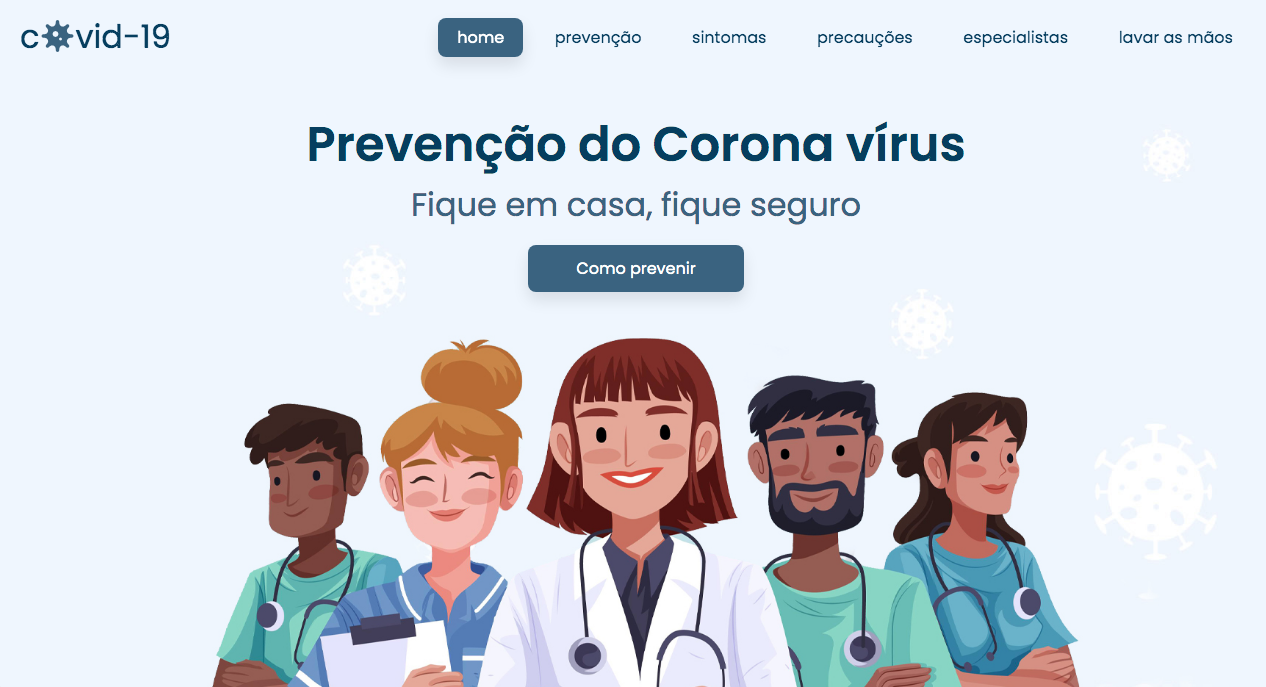 covid-19
home prevenção sintomas precauções especialistas lavar as mãos
Prevenção do Corona vírus
Fique em casa, fique seguro
Como prevenir